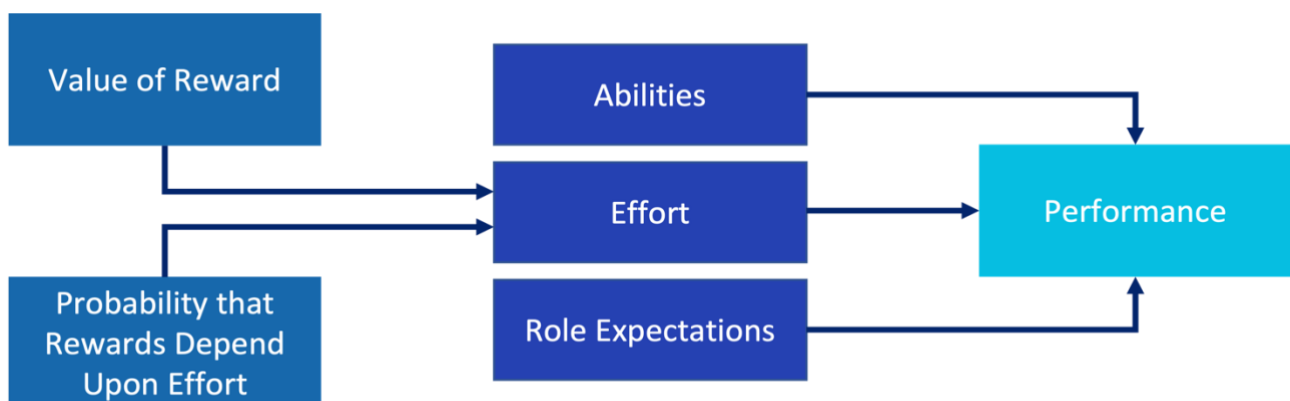 Value of Reward
Probability that
Rewards Depend
Upon Effort
Abilities
Effort
Role Expectations
Performance